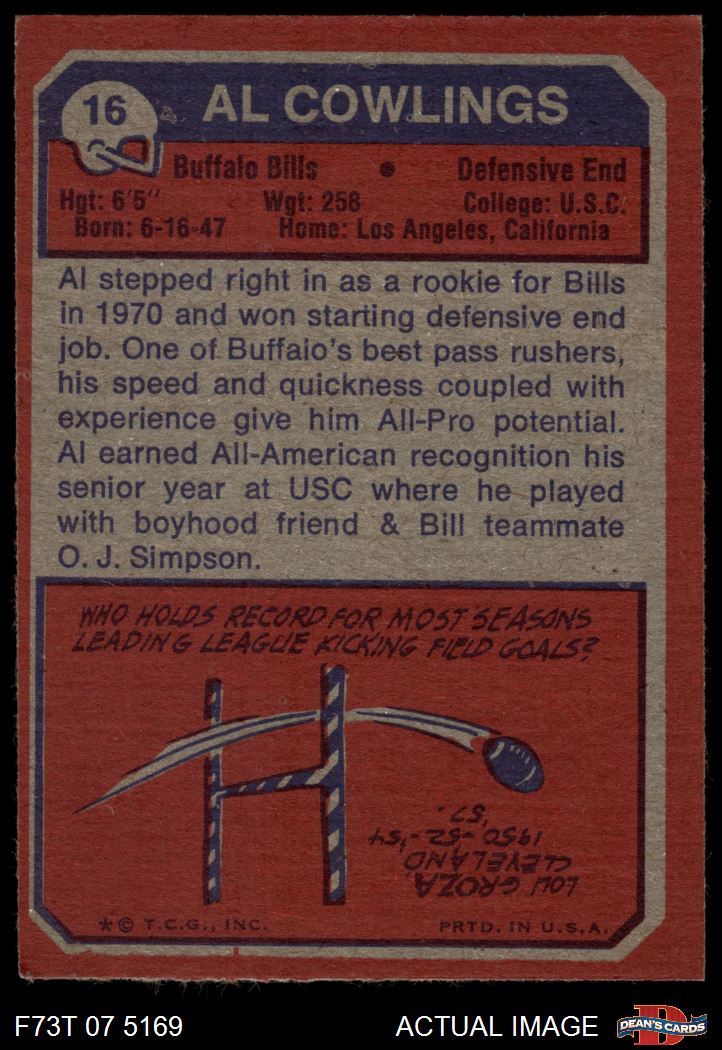 16
AL COWLINGS
Buffalo Bills • Defensive End
Hgt: 6'5" Wgt: 258 College: U.S.C.
Born: 6-16-47 Home: Los Angeles, California
Al stepped right in as a rookie for Bills
in 1970 and won starting defensive end
job. One of Buffalo's best pass rushers,
his speed and quickness coupled with
experience give him All-Pro potential.
Al earned All-American recognition his
senior year at USC where he played
with boyhood friend & Bill teammate
O. J. Simpson.
WHO HOLDS RECORD FOR MOST SEASONS
LEADING LEAGUE KICKING FIELD GOALS?
LOU GROZA,
CLEVELAND,
1950,-52,-54,
57.
*© T.C.G., INC. PRTD. IN U.S.A.
F73T 07 5169 ACTUAL IMAGE
D
DEAN'S CARDS